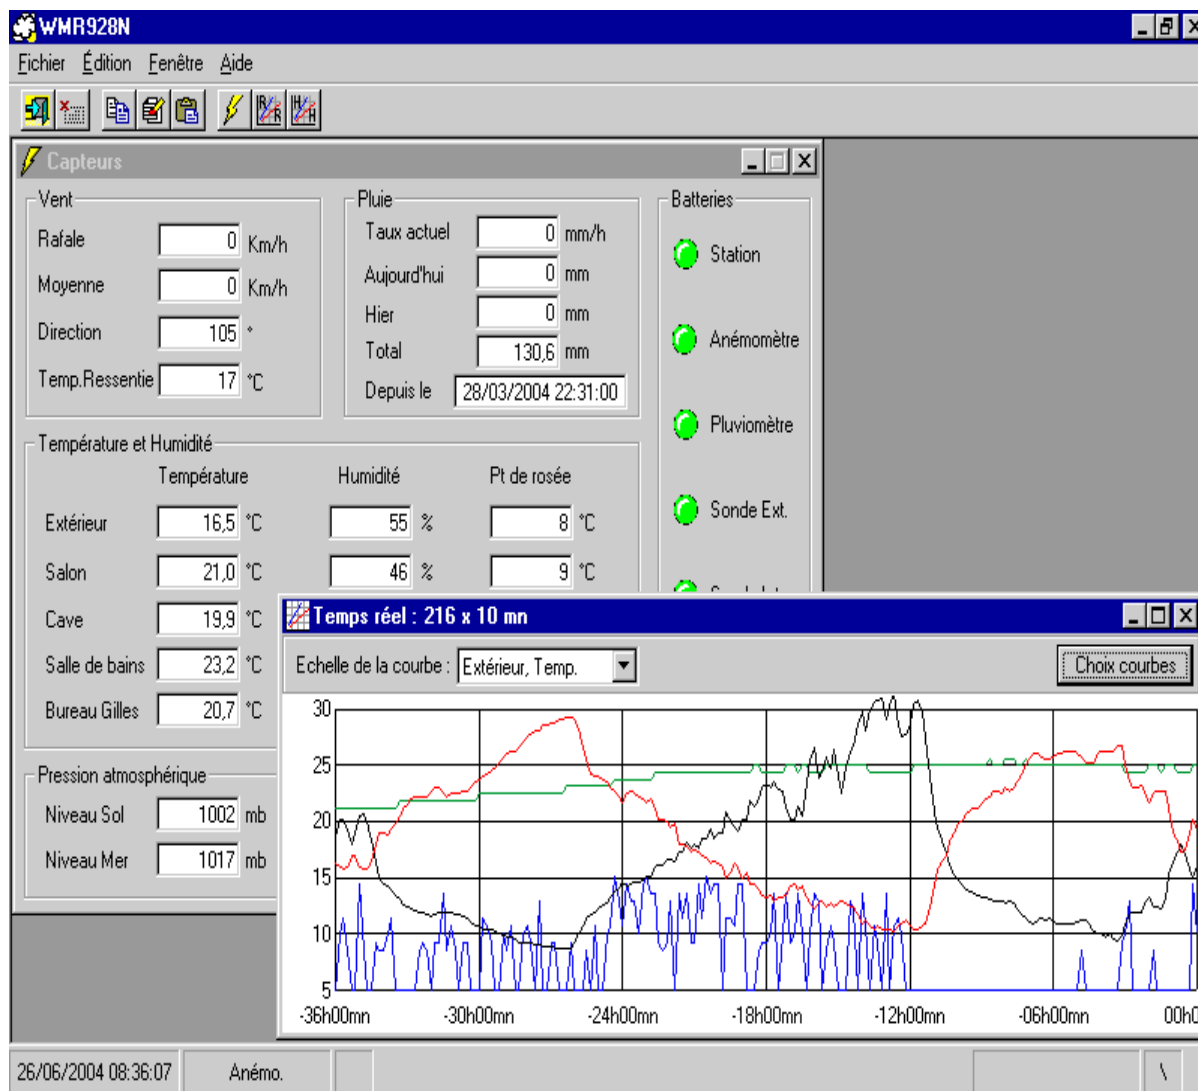 WMR928N
Fichier Édition Fenêtre Aide
Capteurs
Vent
Rafale 0 Km/h
Moyenne 0 Km/h
Direction 105 °
Temp.Ressentie 17 °C
Pluie
Taux actuel 0 mm/h
Aujourd'hui 0 mm
Hier 0 mm
Total 130,6 mm
Depuis le 28/03/2004 22:31:00
Batteries
Station
Anémomètre
Pluviomètre
Sonde Ext.
Température et Humidité
Température Humidité Pt de rosée
Extérieur 16,5 °C 55 % 8 °C
Salon 21,0 °C 46 % 9 °C
Cave 19,9 °C
Salle de bains 23,2 °C
Bureau Gilles 20,7 °C
Pression atmosphérique
Niveau Sol 1002 mb
Niveau Mer 1017 mb
Temps réel : 216 x 10 mn
Echelle de la courbe : Extérieur, Temp. Choix courbes
30
25
20
15
10
5
-36h00mn -30h00mn -24h00mn -18h00mn -12h00mn -06h00mn 00h0
26/06/2004 08:36:07 Anémo. \